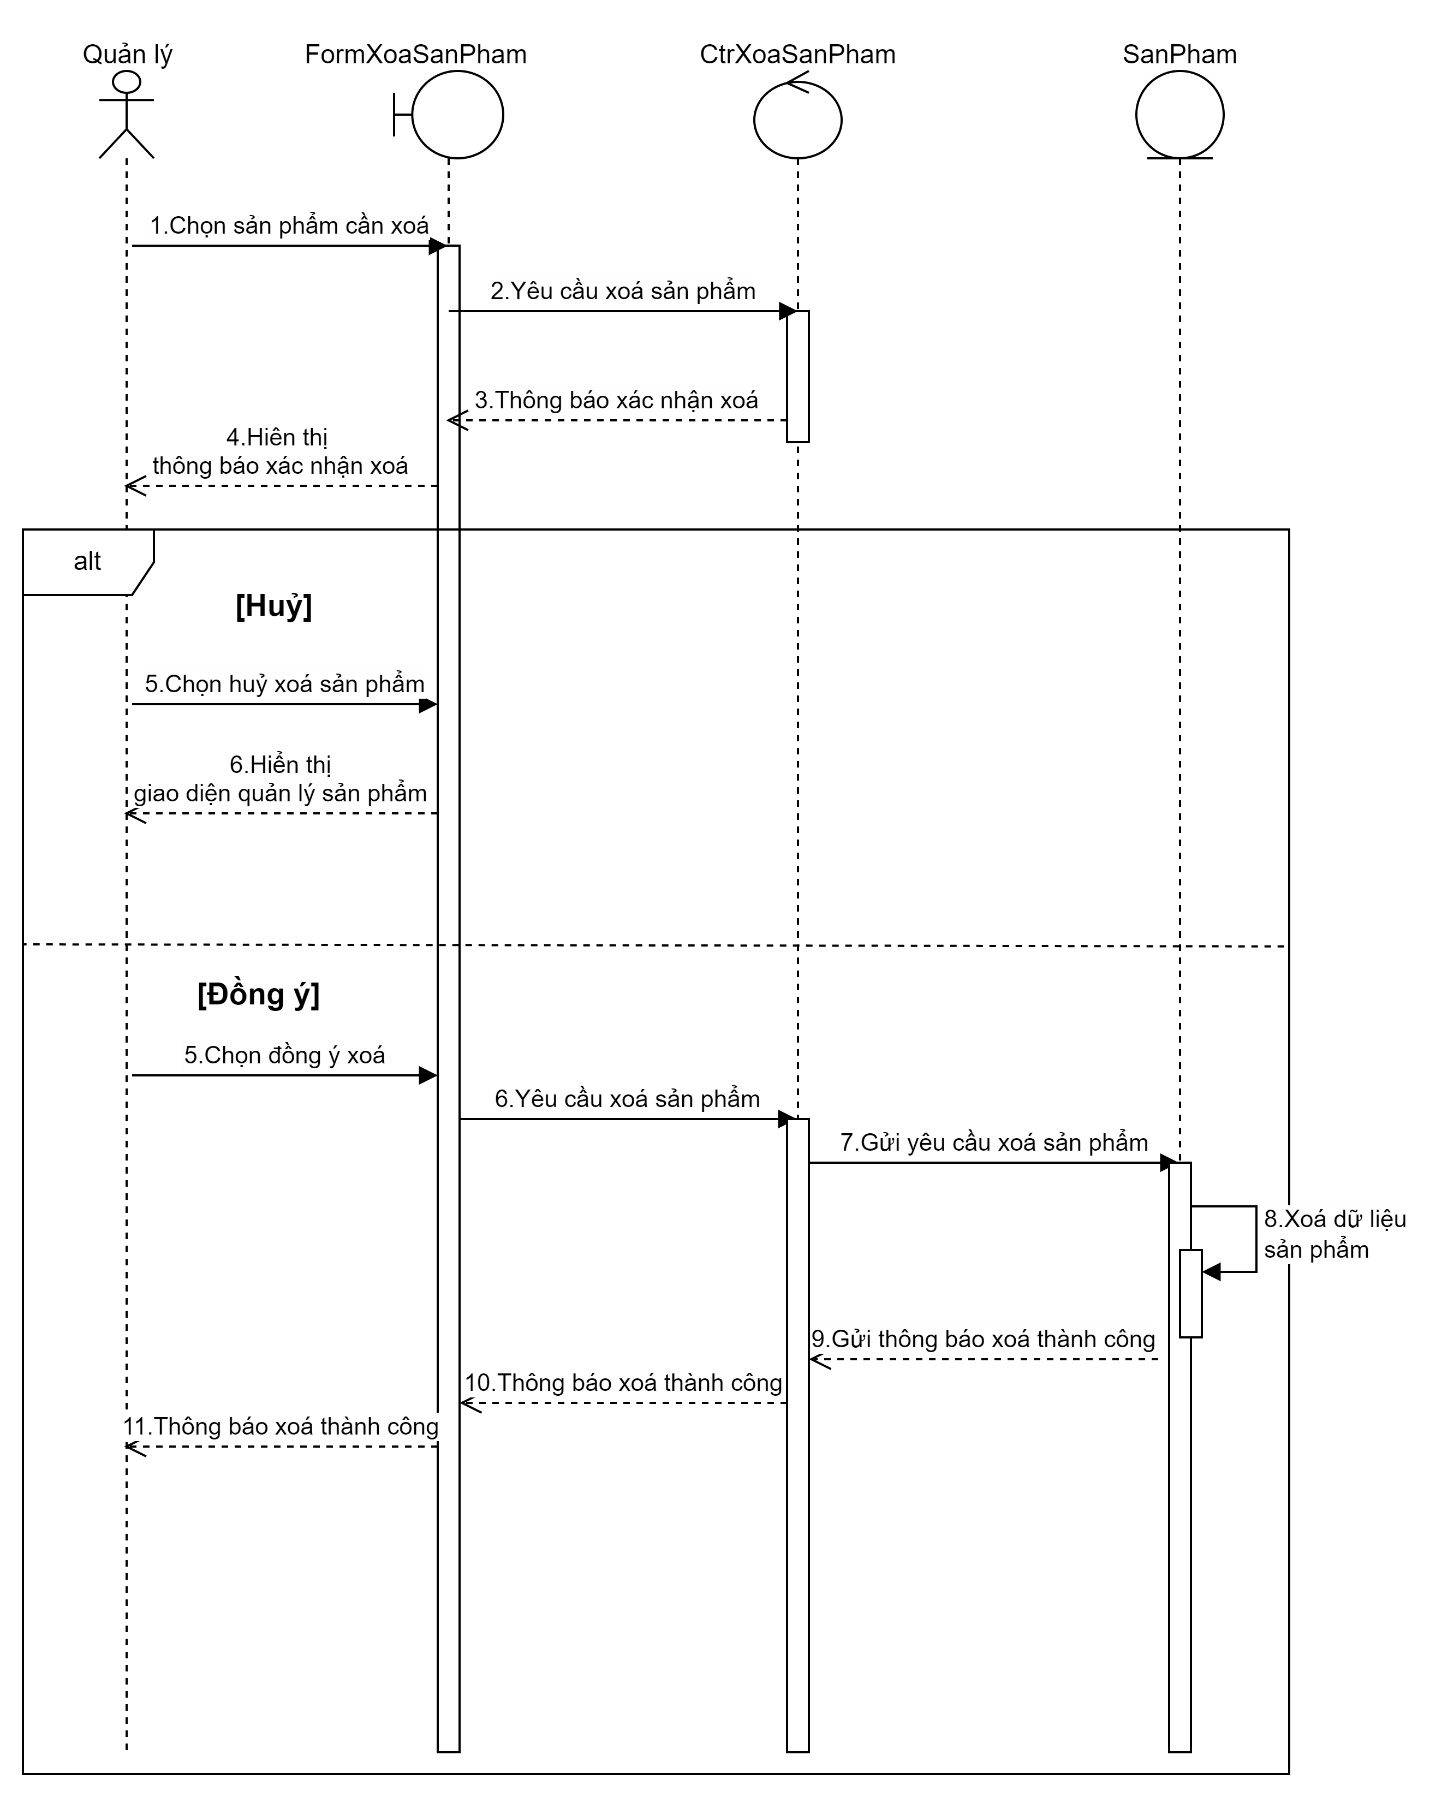 Quản lý
FormXoaSanPham
CtrXoaSanPham
SanPham
1.Chọn sản phẩm cần xoá
2.Yêu cầu xoá sản phẩm
3.Thông báo xác nhận xoá
4.Hiên thị
thông báo xác nhận xoá
alt
[Huỷ]
5.Chọn huỷ xoá sản phẩm
6.Hiển thị
giao diện quản lý sản phẩm
[Đồng ý]
5.Chọn đồng ý xoá
6.Yêu cầu xoá sản phẩm
7.Gửi yêu cầu xoá sản phẩm
8.Xoá dữ liệu
sản phẩm
9.Gửi thông báo xoá thành công
10.Thông báo xoá thành công
11.Thông báo xoá thành công